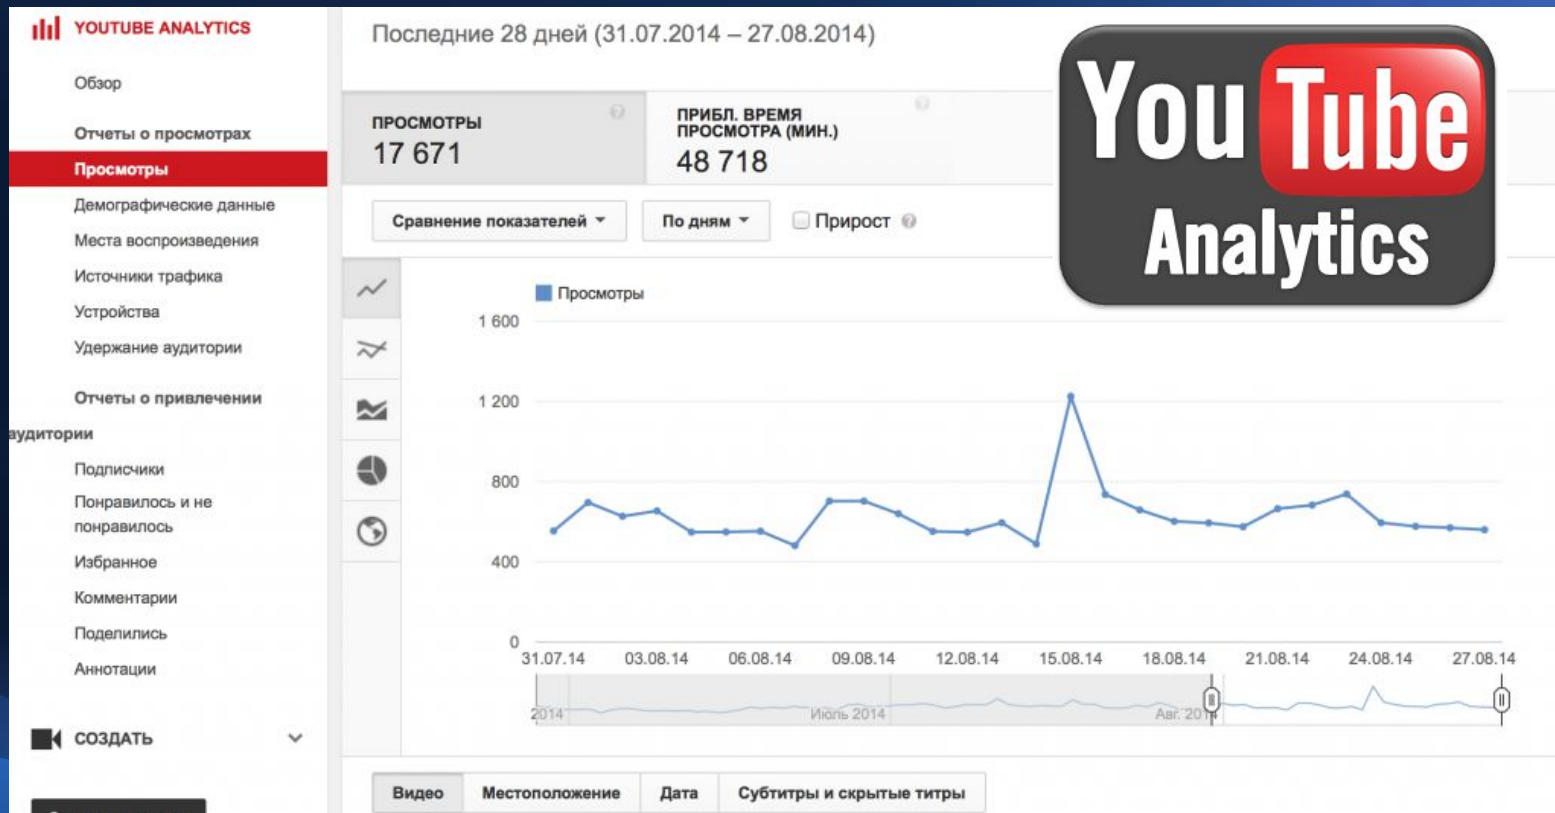 YOUTUBE ANALYTICS
Обзор
Отчеты о просмотрах
Просмотры
Демографические данные
Места воспроизведения
Источники трафика
Устройства
Удержание аудитории
Отчеты о привлечении
аудитории
Подписчики
Понравилось и не
понравилось
Избранное
Комментарии
Поделились
Аннотации
СОЗДАТЬ
Последние 28 дней (31.07.2014 – 27.08.2014)
ПРОСМОТРЫ
17 671
ПРИБЛ. ВРЕМЯ
ПРОСМОТРА (МИН.)
48 718
You Tube
Analytics
Сравнение показателей
По дням
Прирост
Просмотры
1 600
1 200
800
400
0
31.07.14 03.08.14 06.08.14 09.08.14 12.08.14 15.08.14 18.08.14 21.08.14 24.08.14 27.08.14
2014 Июль 2014 Авг. 2014
Видео Местоположение Дата Субтитры и скрытые титры